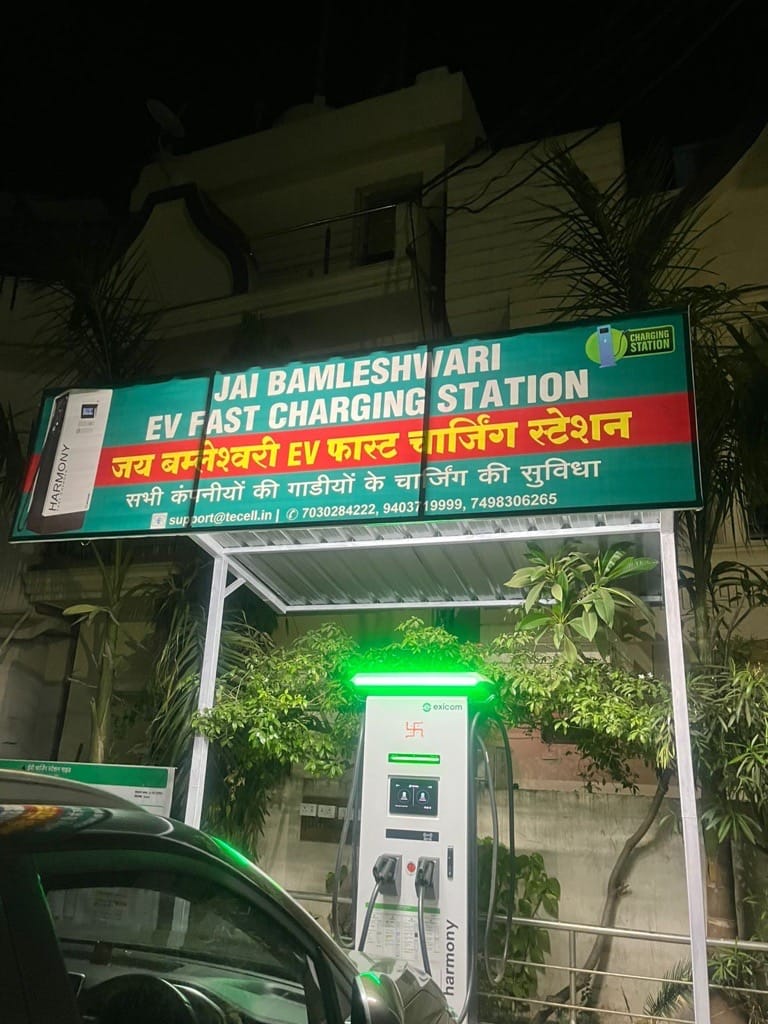 CHARGING
STATION
JAI BAMLESHWARI
EV FAST CHARGING STATION
जय बम्लेश्वरी EV फास्ट चार्जिंग स्टेशन
सभी कंपनीयों की गाडीयों के चार्जिंग की सुविधा
support@tecell.in | 7030284222, 9403719999, 7498306265
HARMONY
exicom
harmony